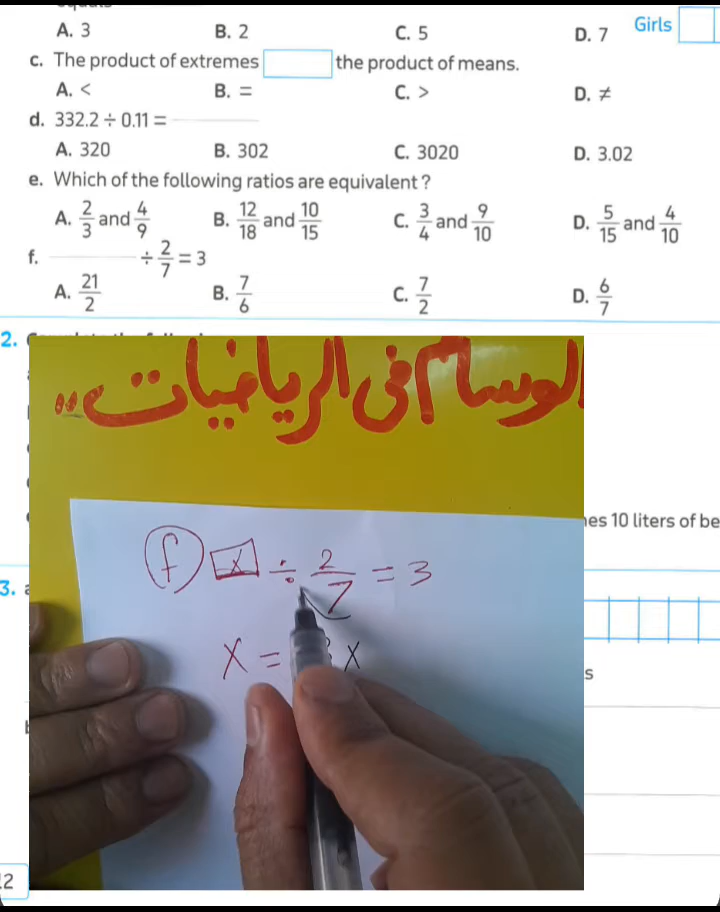 A. 3 B. 2 C. 5 D. 7 Girls
c. The product of extremes the product of means.
A. < B. = C. > D. ≠
d. 332.2 ÷ 0.11 =
A. 320 B. 302 C. 3020 D. 3.02
e. Which of the following ratios are equivalent?
A. 2/3 and 4/9 B. 12/18 and 10/15 C. 3/4 and 9/10 D. 5/15 and 4/10
f. ÷ 2/7 = 3
A. 21/2 B. 7/6 C. 7/2 D. 6/7
2.
الوسام فى الرياضيات
10 liters of be
f x ÷ 2/7 = 3
3.
x = x
s